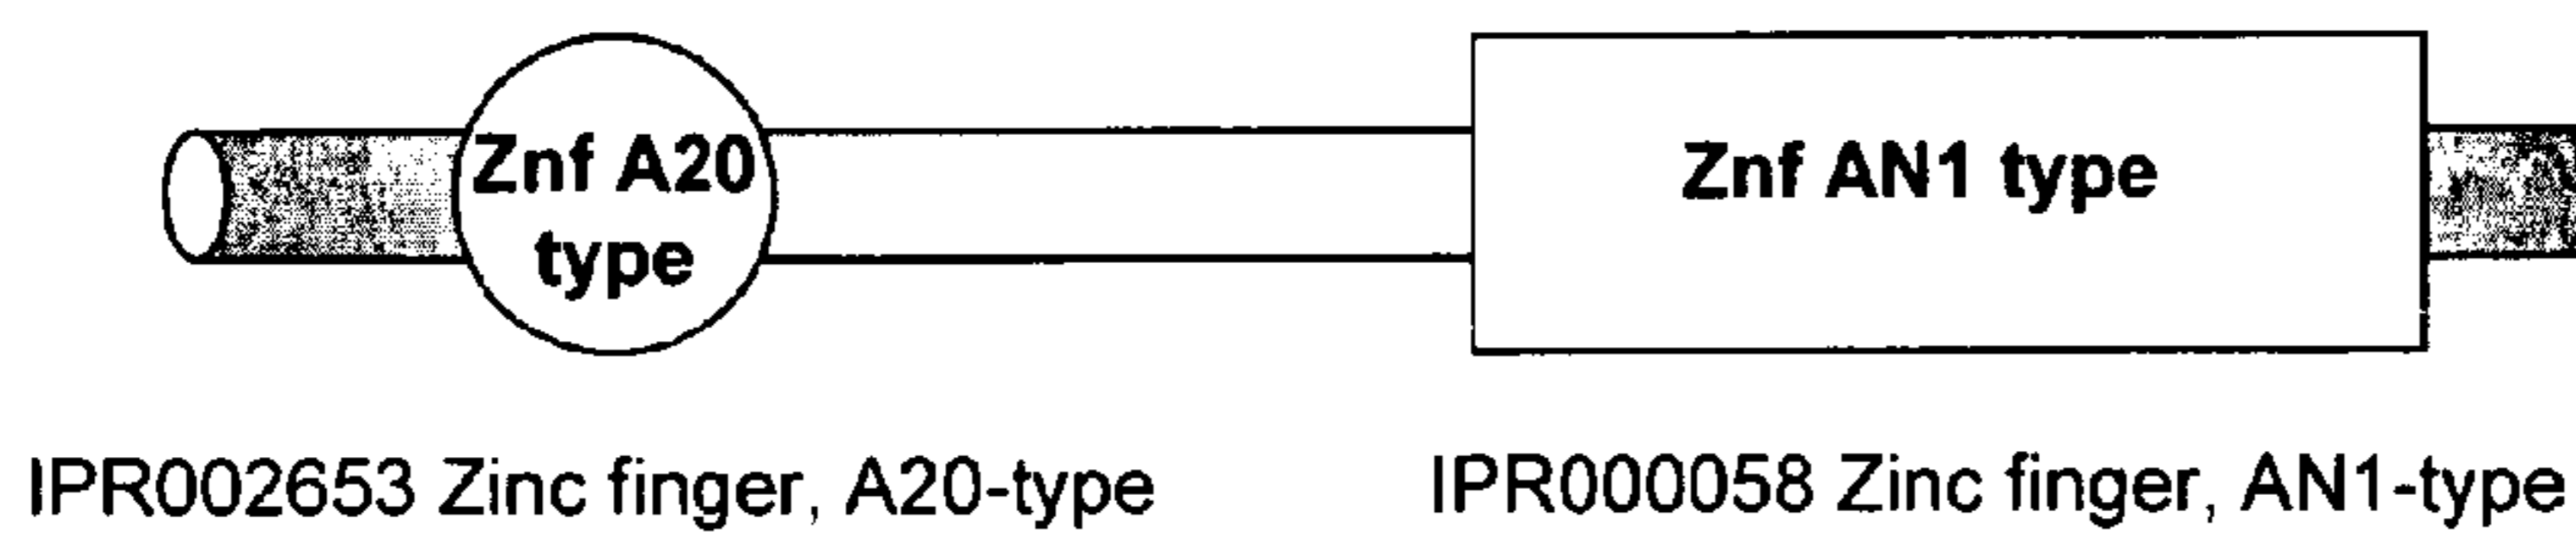 Znf A20
type
Znf AN1 type
IPR002653 Zinc finger, A20-type
IPR000058 Zinc finger, AN1-type